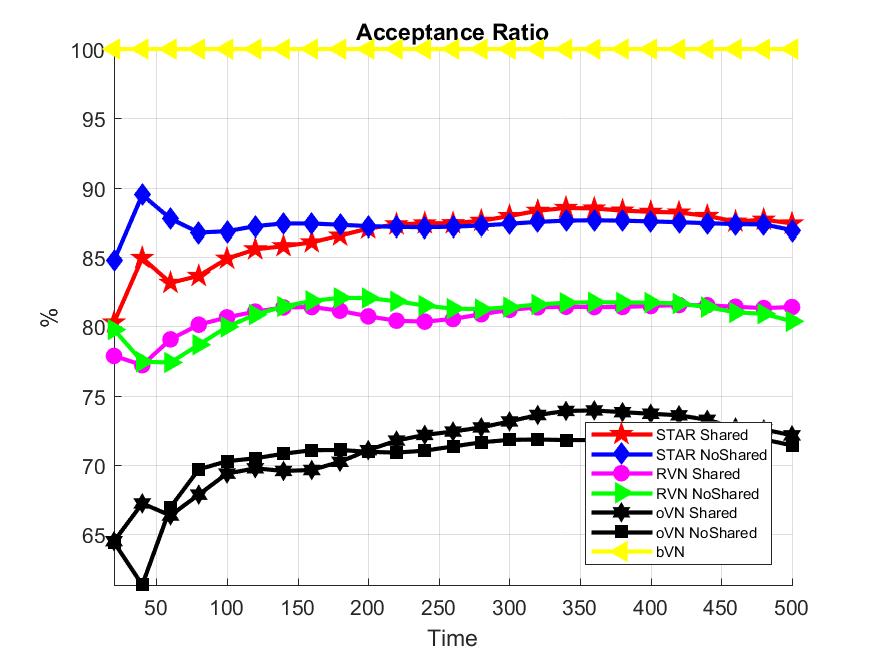 Acceptance Ratio
100
95
90
85
80
75
70
65
%
50 100 150 200 250 300 350 400 450 500
Time
STAR Shared
STAR NoShared
RVN Shared
RVN NoShared
oVN Shared
oVN NoShared
bVN